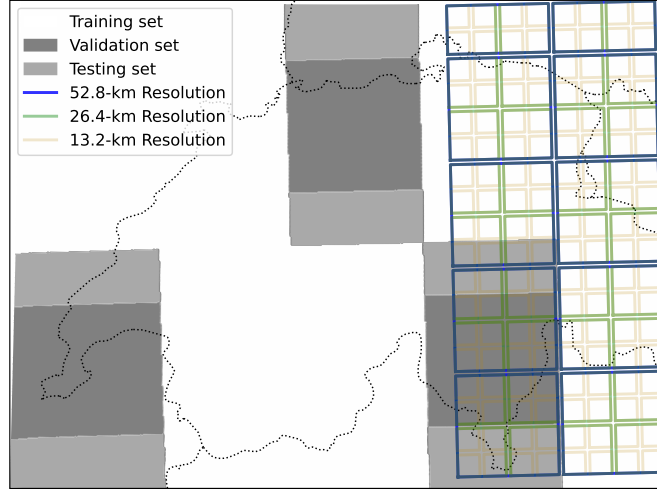 Training set
Validation set
Testing set
52.8-km Resolution
26.4-km Resolution
13.2-km Resolution